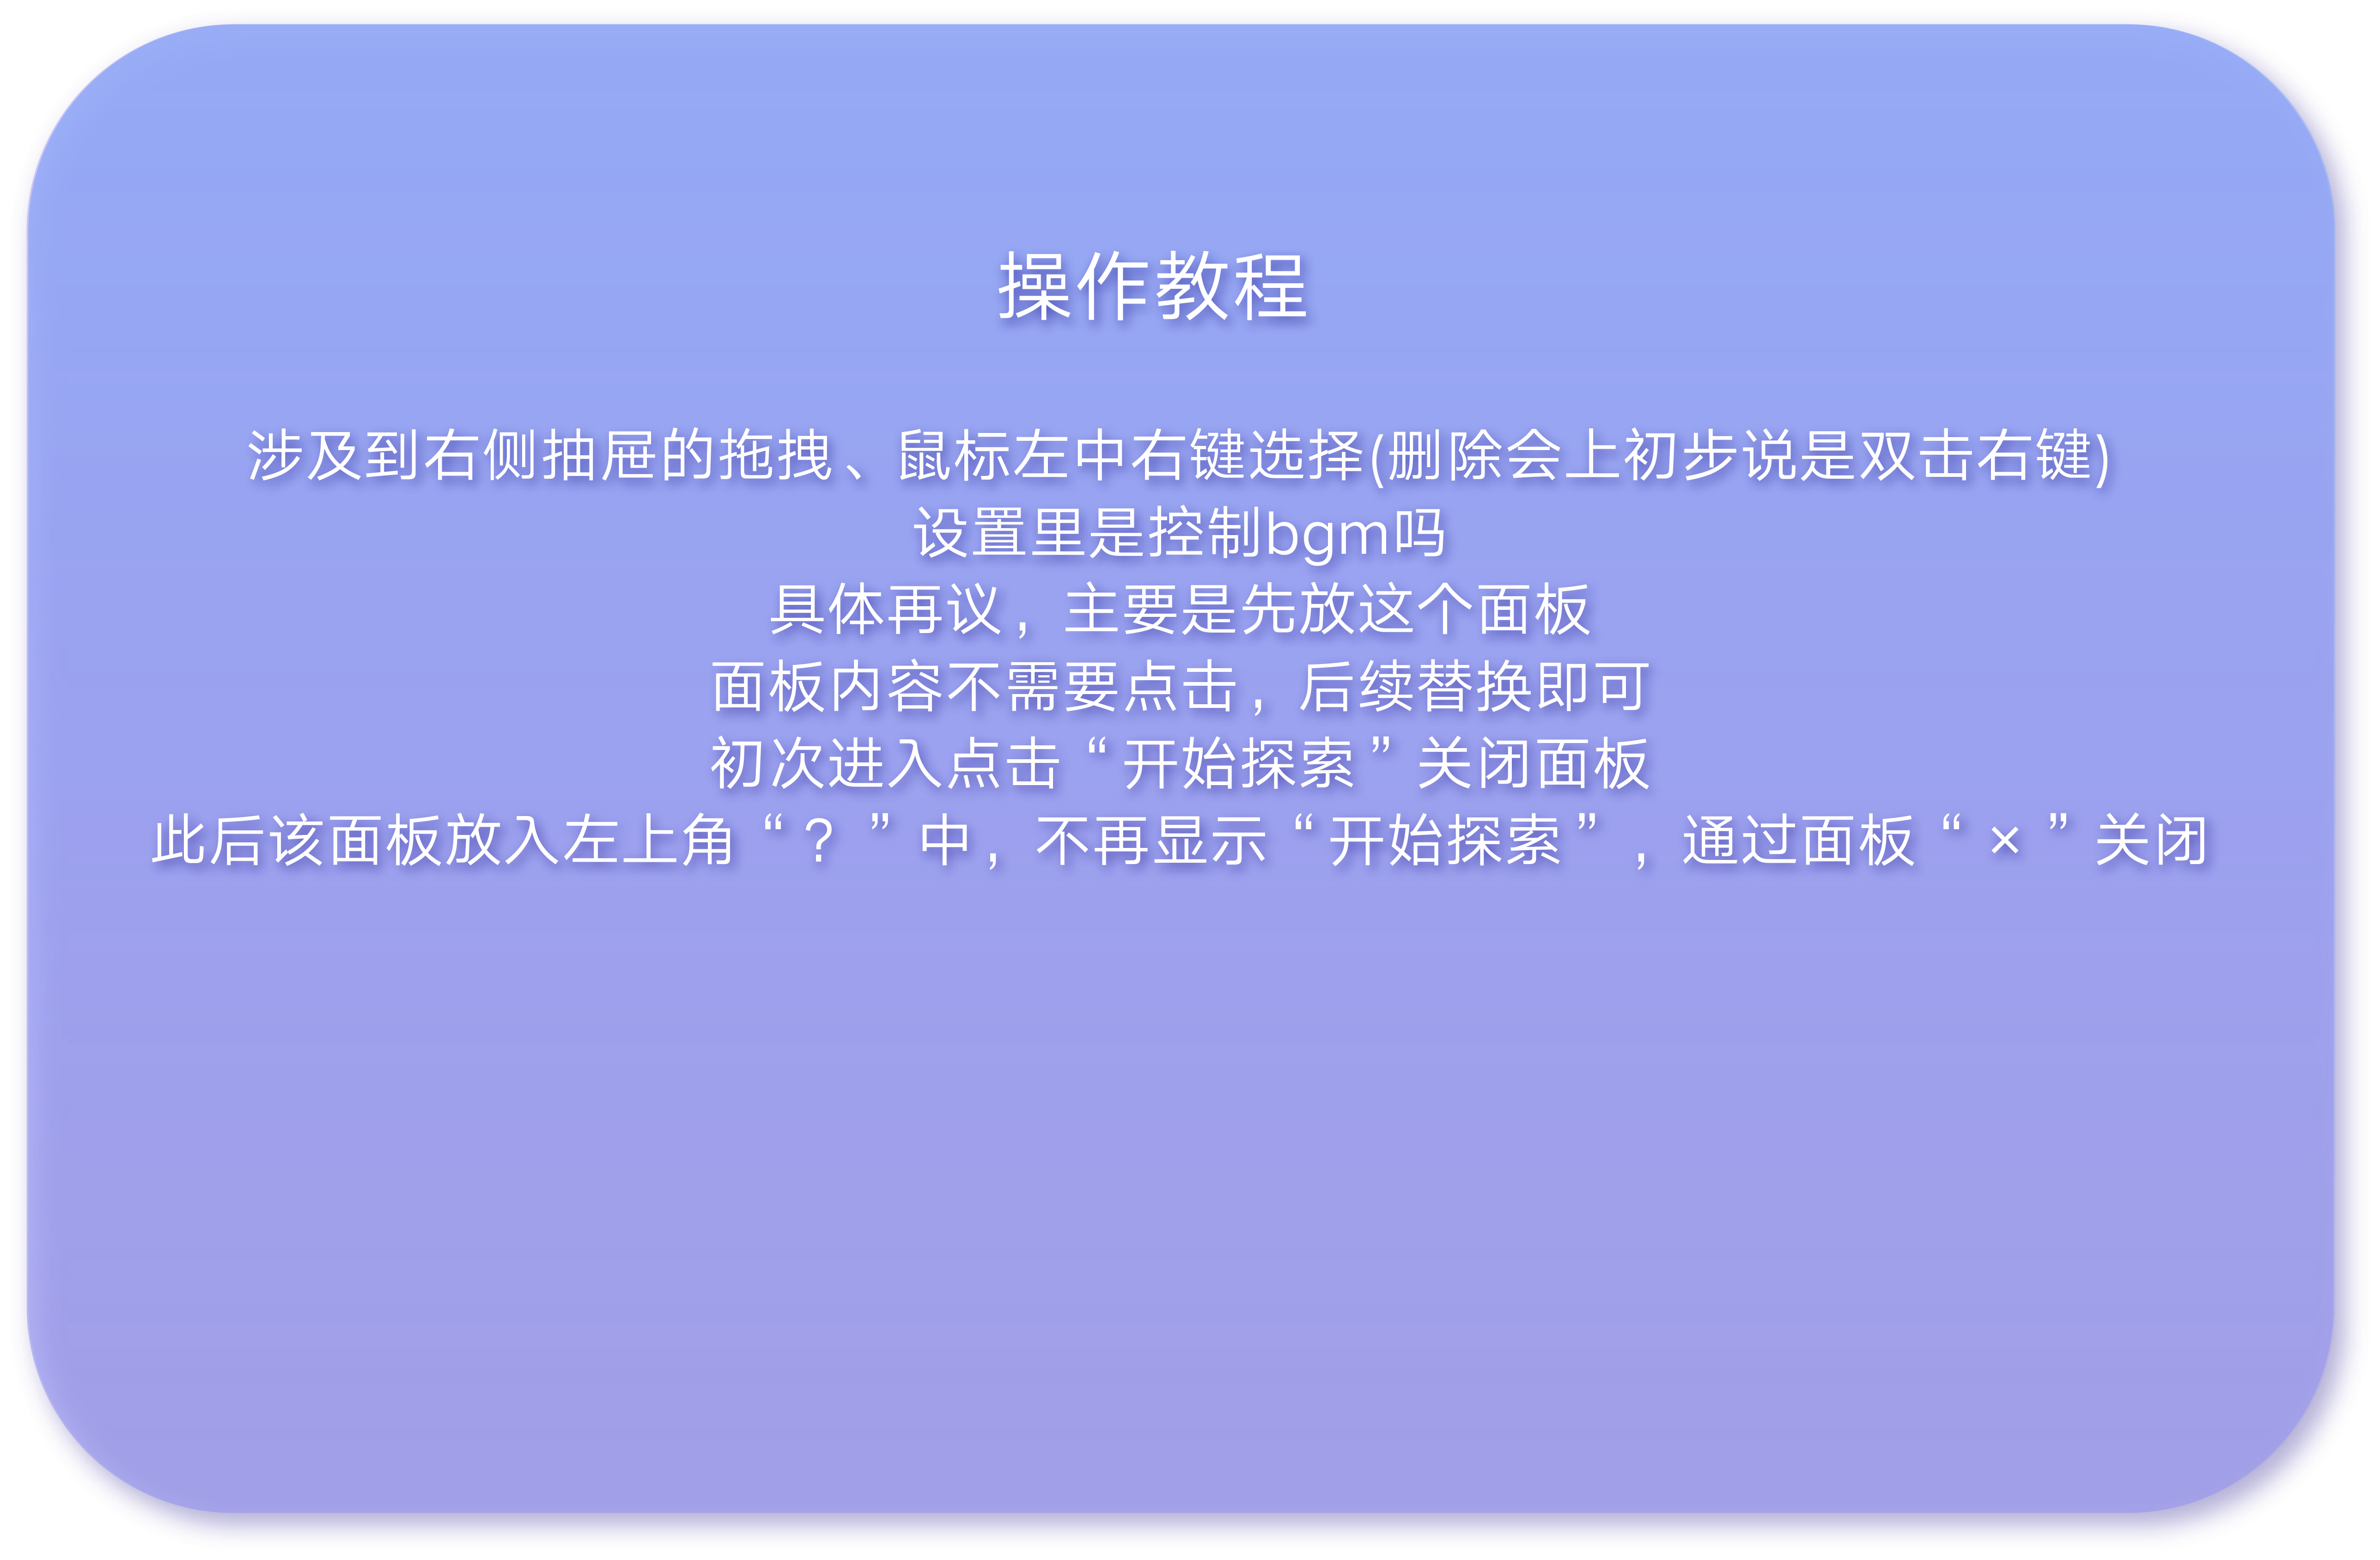 操作教程
涉及到右侧抽屉的拖拽、鼠标左中右键选择(删除会上初步说是双击右键)
设置里是控制bgm吗
具体再议，主要是先放这个面板
面板内容不需要点击，后续替换即可
初次进入点击“开始探索”关闭面板
此后该面板放入左上角“？”中，不再显示“开始探索”，通过面板“×”关闭